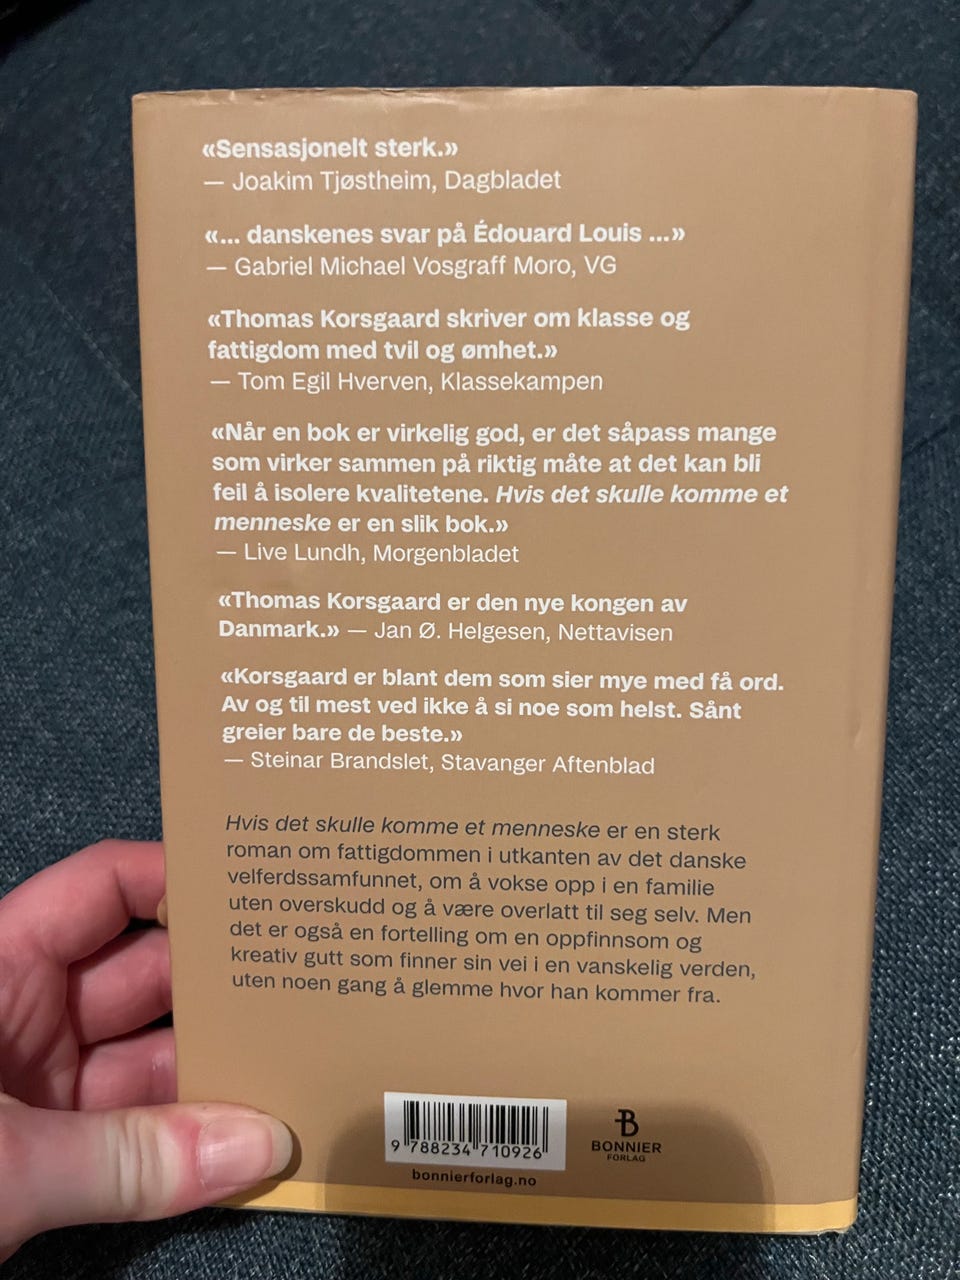 «Sensasjonelt sterk.»
— Joakim Tjøstheim, Dagbladet
«... danskenes svar på Édouard Louis ...»
— Gabriel Michael Vosgraff Moro, VG
«Thomas Korsgaard skriver om klasse og
fattigdom med tvil og ømhet.»
— Tom Egil Hverven, Klassekampen
«Når en bok er virkelig god, er det såpass mange
som virker sammen på riktig måte at det kan bli
feil å isolere kvalitetene. Hvis det skulle komme et
menneske er en slik bok.»
— Live Lundh, Morgenbladet
«Thomas Korsgaard er den nye kongen av
Danmark.» — Jan Ø. Helgesen, Nettavisen
«Korsgaard er blant dem som sier mye med få ord.
Av og til mest ved ikke å si noe som helst. Sånt
greier bare de beste.»
— Steinar Brandslet, Stavanger Aftenblad
Hvis det skulle komme et menneske er en sterk
roman om fattigdommen i utkanten av det danske
velferdssamfunnet, om å vokse opp i en familie
uten overskudd og å være overlatt til seg selv. Men
det er også en fortelling om en oppfinnsom og
kreativ gutt som finner sin vei i en vanskelig verden,
uten noen gang å glemme hvor han kommer fra.
9 788234 710926
bonnierforlag.no
B
BONNIER
FORLAG